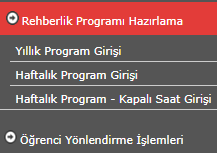 Rehberlik Programı Hazırlama
Yıllık Program Girişi
Haftalık Program Girişi
Haftalık Program - Kapalı Saat Girişi
Öğrenci Yönlendirme İşlemleri